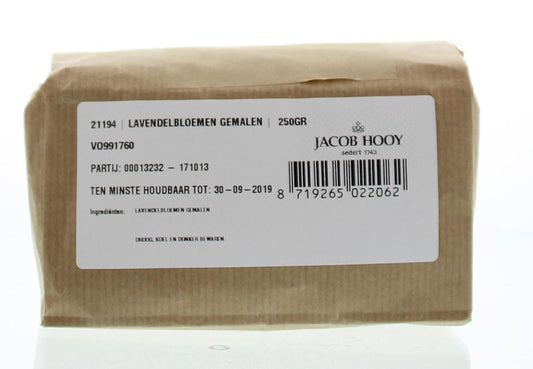 21194 | LAVENDELBLOEMEN GEMALEN | 250GR
VO991760
JACOB HOOY
sedert 1743
PARTIJ: 00013232 - 171013
TEN MINSTE HOUDBAAR TOT: 30-09-2019
8 719265 022062
Ingrediënten: LAVENDELBLOEMEN GEMALEN
DROOG, KOEL EN DONKER BEWAREN.